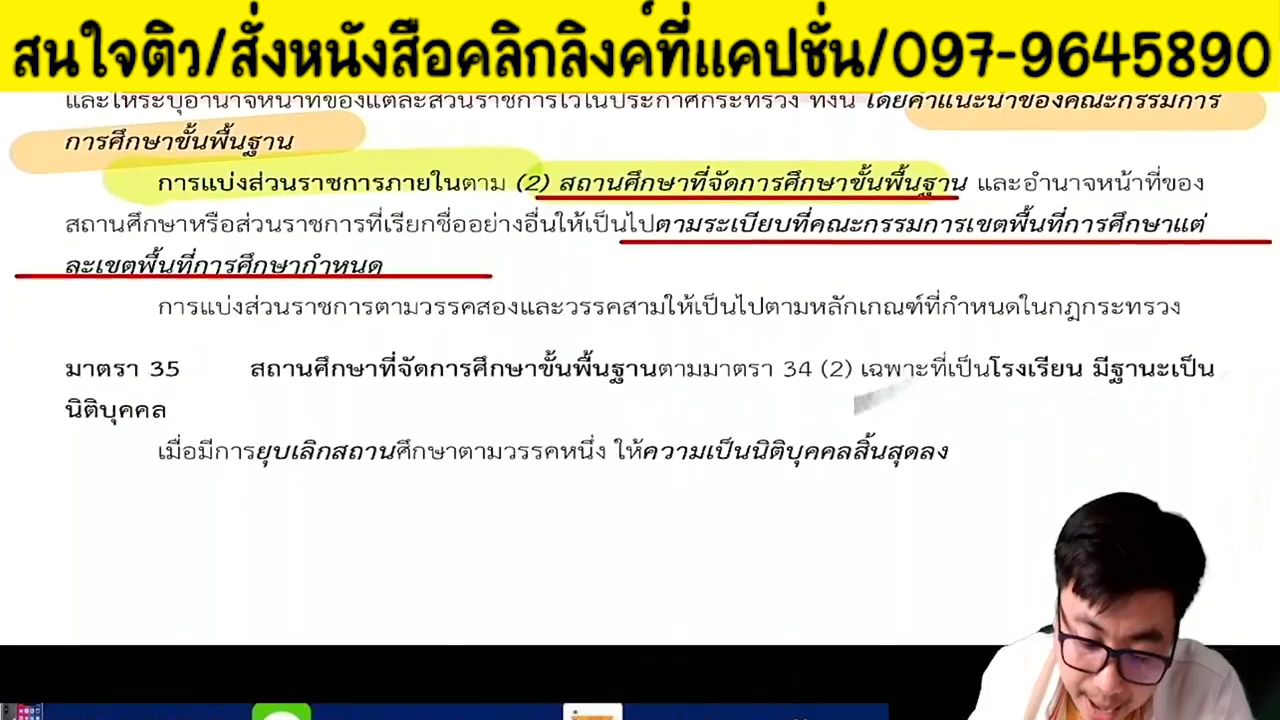 สนใจติว/สั่งหนังสือคลิกลิงค์ที่แคปชั่น/097-9645890
และให้ระบุอำนาจหน้าที่ของแต่ละส่วนราชการไว้ในประกาศกระทรวง ทั้งนี้ โดยคำแนะนำของคณะกรรมการ
การศึกษาขั้นพื้นฐาน
การแบ่งส่วนราชการภายในตาม (2) สถานศึกษาที่จัดการศึกษาขั้นพื้นฐาน และอำนาจหน้าที่ของ
สถานศึกษาหรือส่วนราชการที่เรียกชื่ออย่างอื่นให้เป็นไปตามระเบียบที่คณะกรรมการเขตพื้นที่การศึกษาแต่
ละเขตพื้นที่การศึกษากำหนด
การแบ่งส่วนราชการตามวรรคสองและวรรคสามให้เป็นไปตามหลักเกณฑ์ที่กำหนดในกฎกระทรวง
มาตรา 35 สถานศึกษาที่จัดการศึกษาขั้นพื้นฐานตามมาตรา 34 (2) เฉพาะที่เป็นโรงเรียน มีฐานะเป็น
นิติบุคคล
เมื่อมีการยุบเลิกสถานศึกษาตามวรรคหนึ่ง ให้ความเป็นนิติบุคคลสิ้นสุดลง